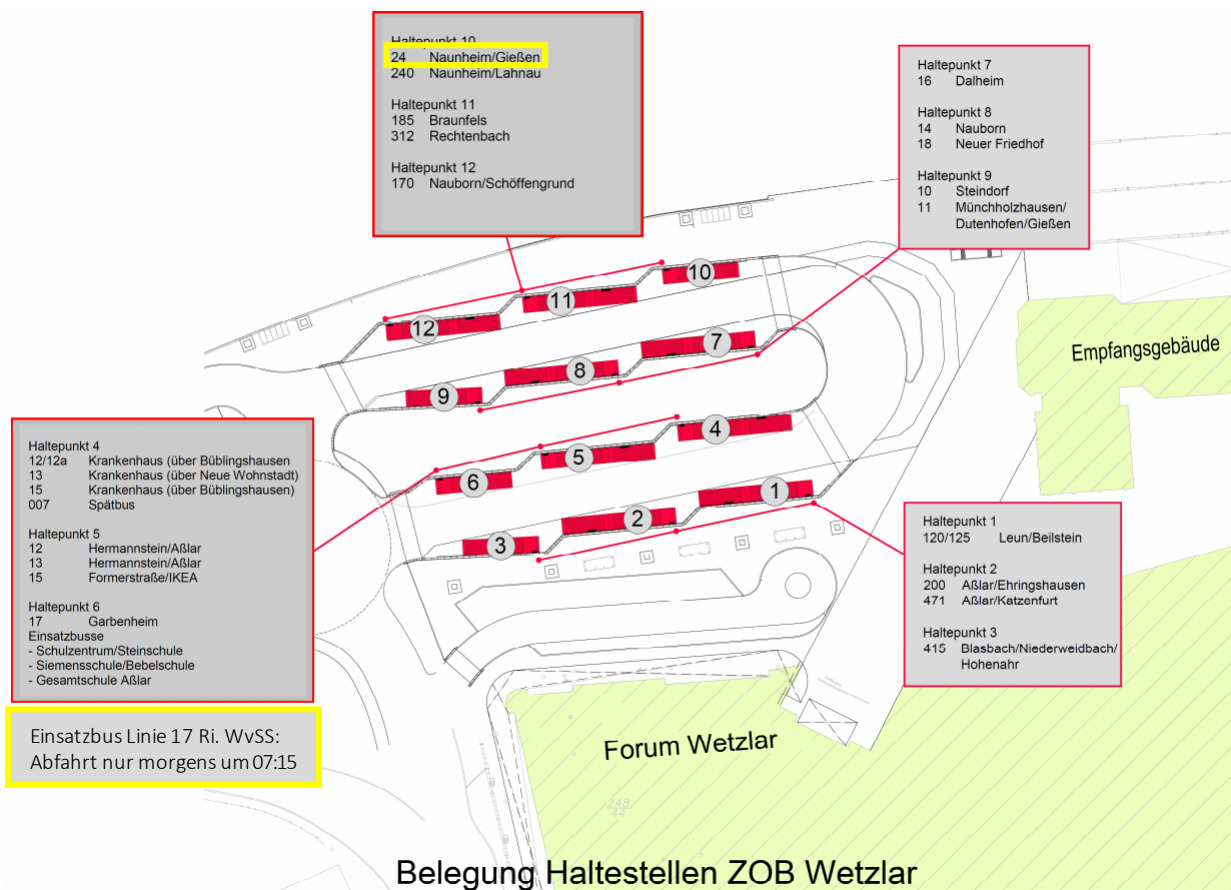 Haltepunkt 10
24 Naunheim/Gießen
240 Naunheim/Lahnau
Haltepunkt 11
185 Braunfels
312 Rechtenbach
Haltepunkt 12
170 Nauborn/Schöffengrund
Haltepunkt 7
16 Dalheim
Haltepunkt 8
14 Nauborn
18 Neuer Friedhof
Haltepunkt 9
10 Steindorf
11 Münchholzhausen/
Dutenhofen/Gießen
10
11
12
7
8
9
Empfangsgebäude
4
5
6
1
2
3
Haltepunkt 4
12/12a Krankenhaus (über Büblingshausen
13 Krankenhaus (über Neue Wohnstadt)
15 Krankenhaus (über Büblingshausen)
007 Spätbus
Haltepunkt 5
12 Hermannstein/Aßlar
13 Hermannstein/Aßlar
15 Formerstraße/IKEA
Haltepunkt 6
17 Garbenheim
Einsatzbusse
- Schulzentrum/Steinschule
- Siemensschule/Bebelschule
- Gesamtschule Aßlar
Haltepunkt 1
120/125 Leun/Beilstein
Haltepunkt 2
200 Aßlar/Ehringshausen
471 Aßlar/Katzenfurt
Haltepunkt 3
415 Blasbach/Niederweidbach/
Hohenahr
Einsatzbus Linie 17 Ri. WvSS:
Abfahrt nur morgens um 07:15
Forum Wetzlar
248
44
Belegung Haltestellen ZOB Wetzlar